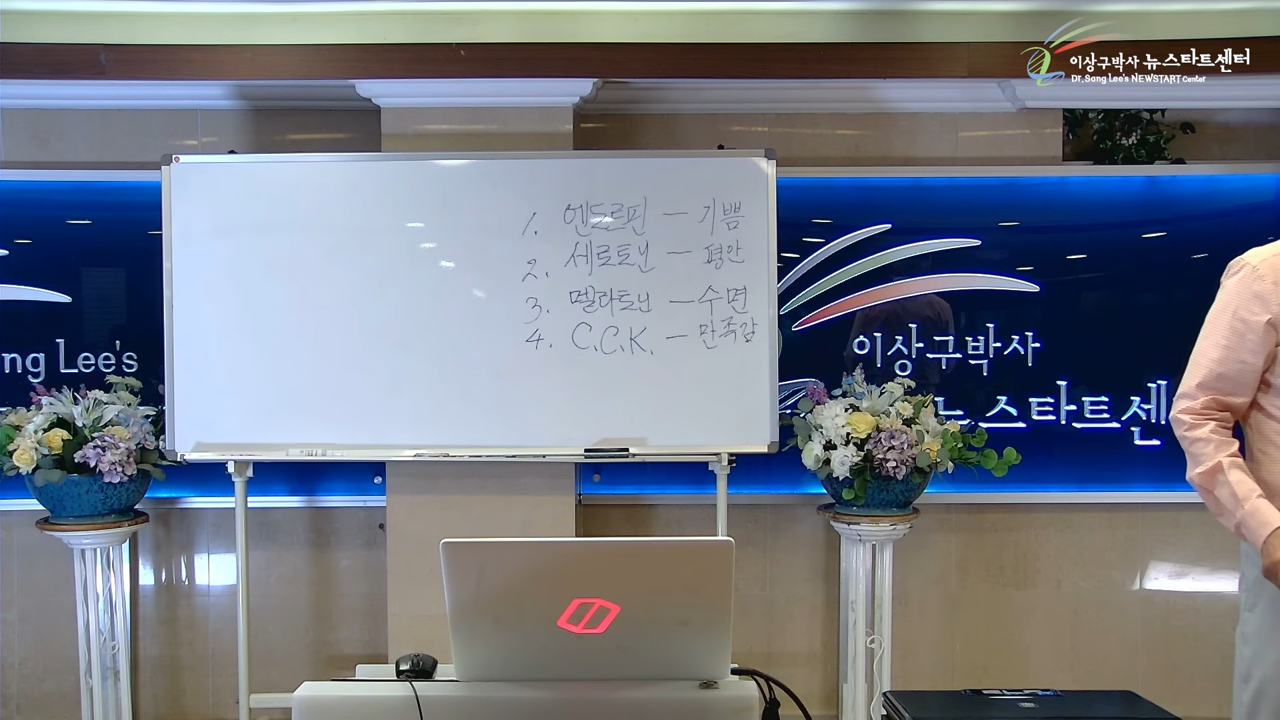 이상구박사 뉴스타트센터
Dr. Sang Lee's NEWSTART Center
1. 엔도르핀 — 기쁨
2. 세로토닌 — 평안
3. 멜라토닌 — 수면
4. C.C.K. — 만족감
ng Lee's
이상구박사
뉴스타트센